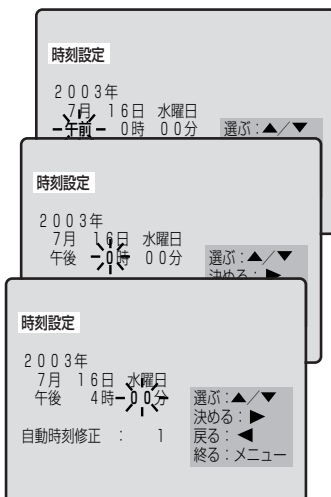 時刻設定
2003年
7月 16日 水曜日
午前 0時 00分 選ぶ:▲/▼
時刻設定
2003年
7月 16日 水曜日
午後 0時 00分 選ぶ:▲/▼
決める:▶
時刻設定
2003年
7月 16日 水曜日
午後 4時 00分 選ぶ:▲/▼
決める:▶
自動時刻修正 : 1 戻る:◀
終る:メニュー